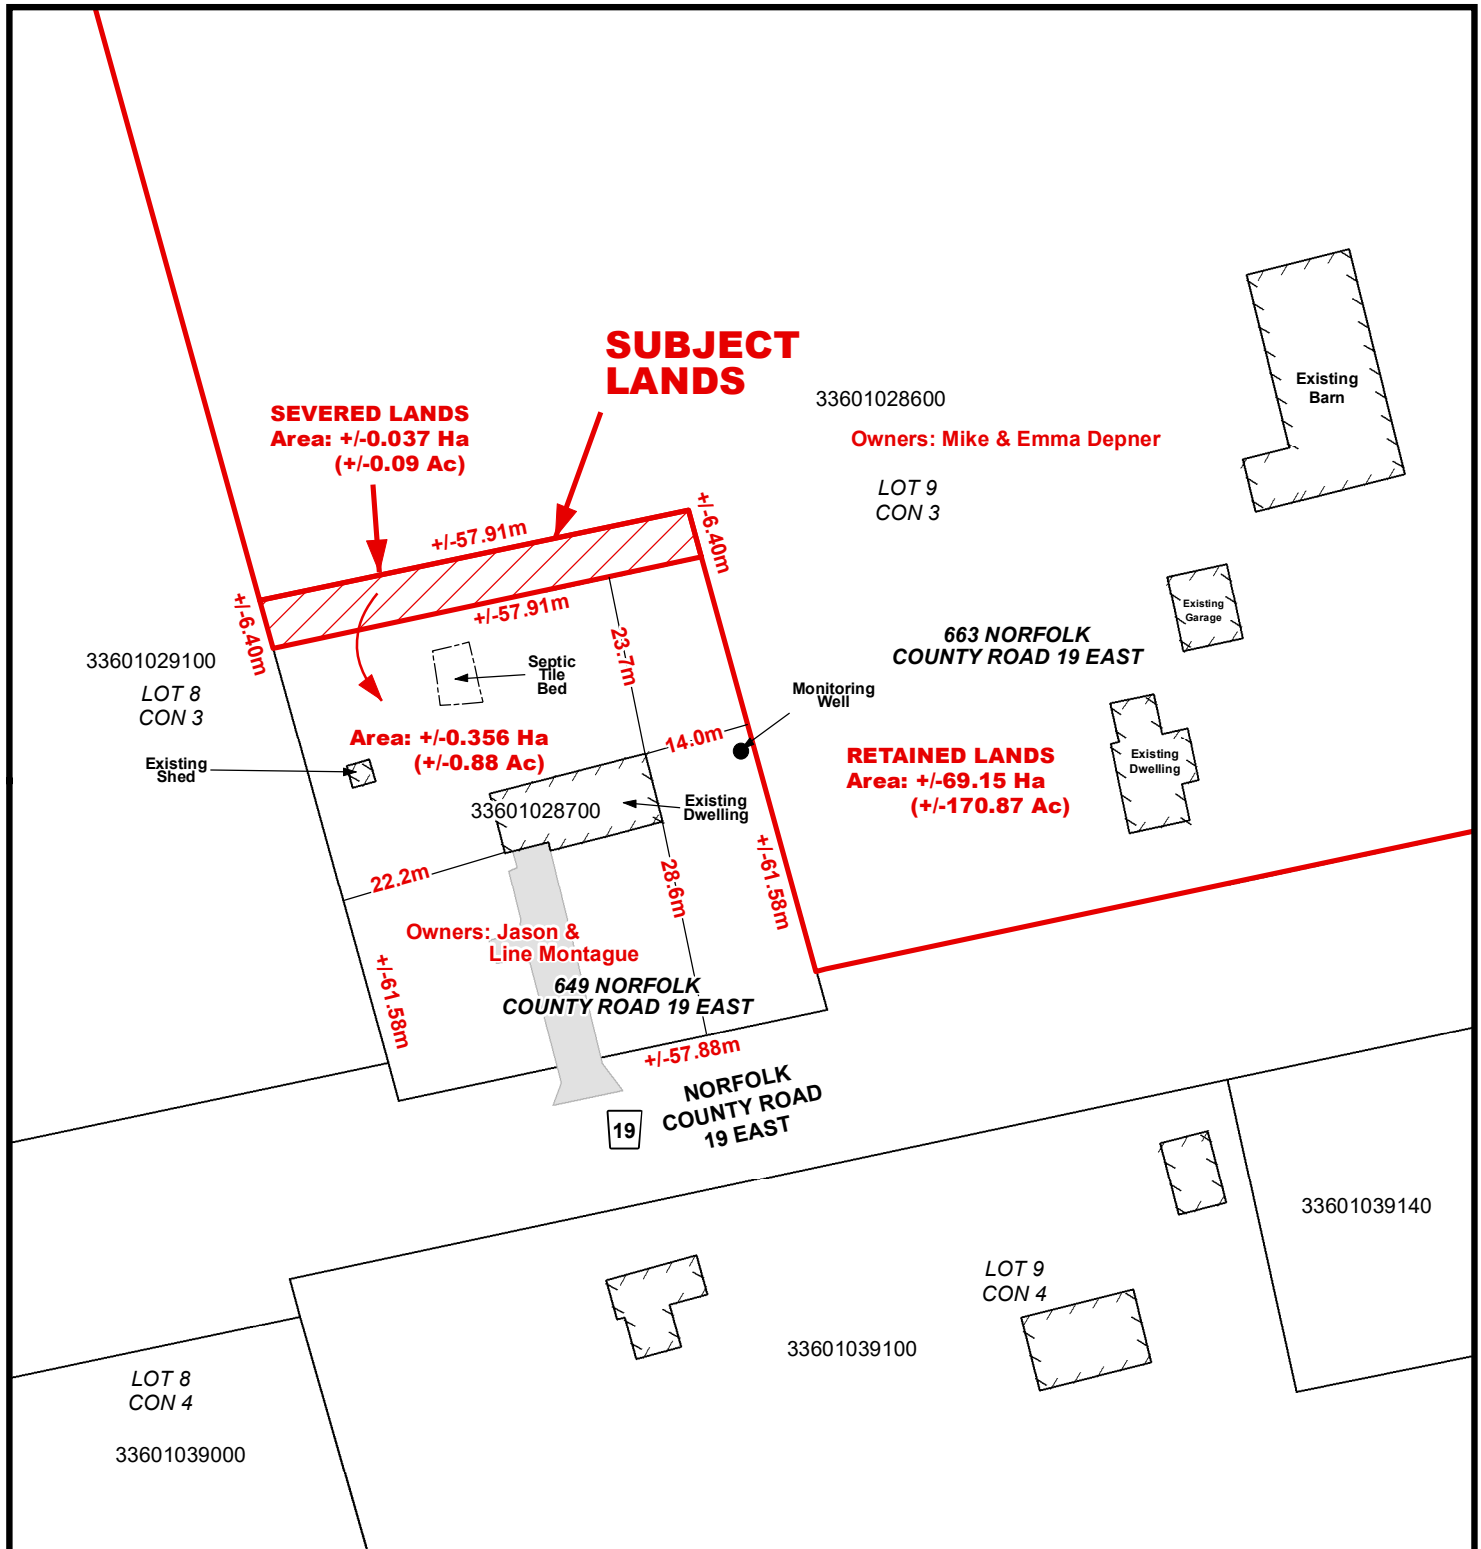 SUBJECT
LANDS
SEVERED LANDS
Area: +/-0.037 Ha
(+/-0.09 Ac)
33601028600
Owners: Mike & Emma Depner
LOT 9
CON 3
Existing
Barn
+/-57.91m
+/-6.40m
+/-6.40m
+/-57.91m
Existing
Garage
663 NORFOLK
COUNTY ROAD 19 EAST
33601029100
LOT 8
CON 3
Septic
Tile
Bed
23.7m
Monitoring
Well
14.0m
Area: +/-0.356 Ha
(+/-0.88 Ac)
Existing
Shed
RETAINED LANDS
Area: +/-69.15 Ha
(+/-170.87 Ac)
Existing
Dwelling
33601028700
Existing
Dwelling
22.2m
28.6m
+/-61.58m
Owners: Jason &
Line Montague
+/-61.58m
649 NORFOLK
COUNTY ROAD 19 EAST
+/-57.88m
NORFOLK
COUNTY ROAD
19 EAST
19
33601039140
LOT 9
CON 4
33601039100
LOT 8
CON 4
33601039000